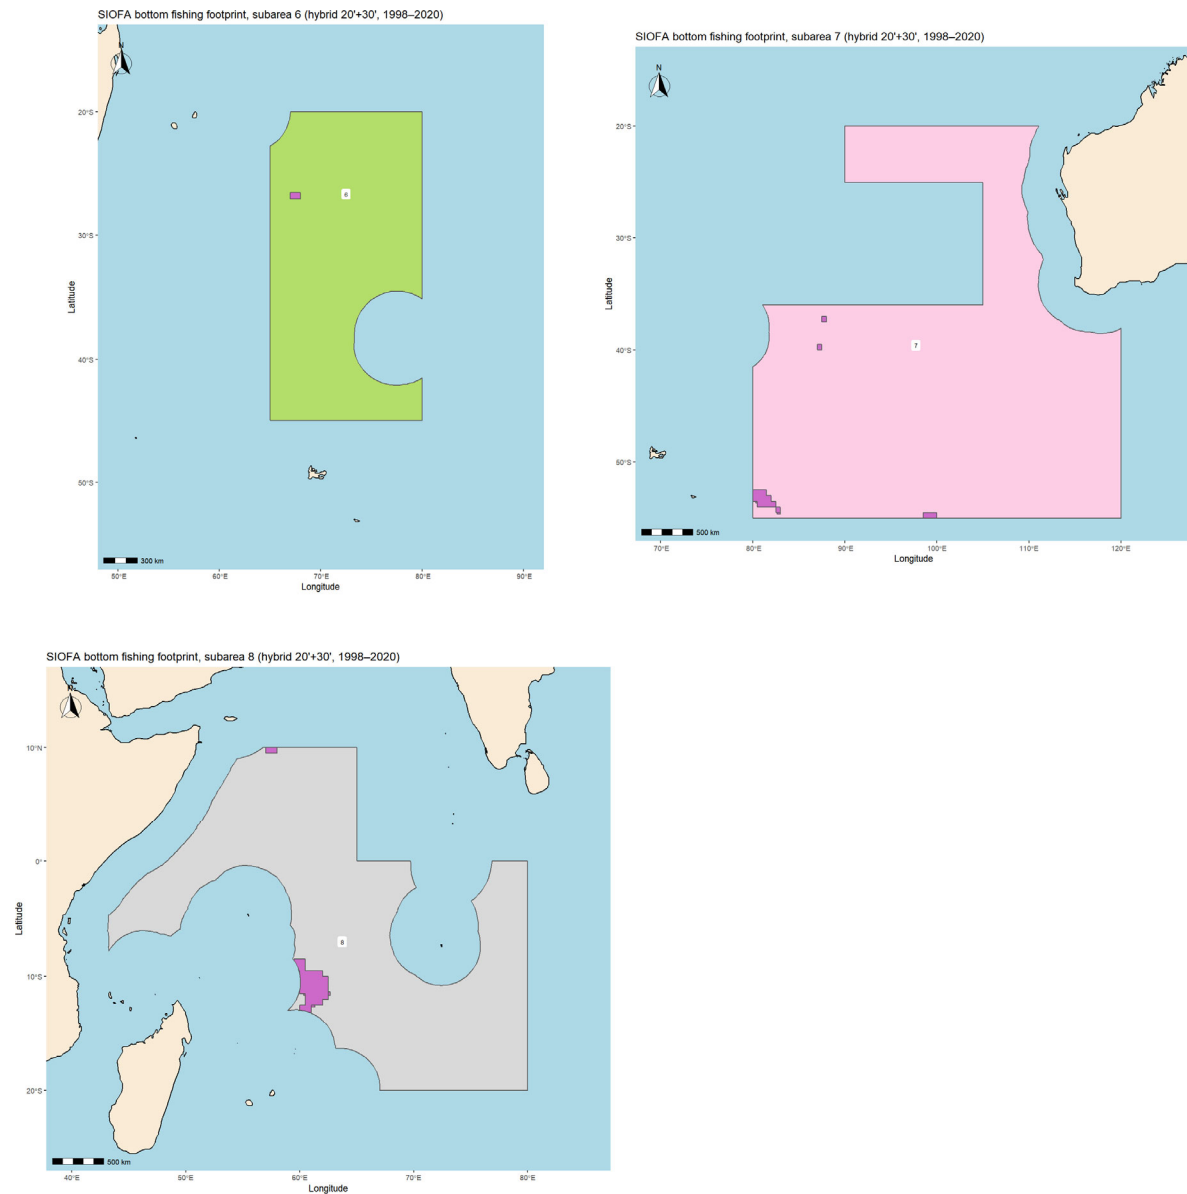 SIOFA bottom fishing footprint, subarea 6 (hybrid 20'+30', 1998–2020)
N
20°S
30°S
40°S
50°S
Latitude
6
300 km
50°E
60°E
70°E
80°E
90°E
Longitude
SIOFA bottom fishing footprint, subarea 7 (hybrid 20'+30', 1998–2020)
N
20°S
30°S
40°S
50°S
Latitude
7
500 km
70°E
80°E
90°E
100°E
110°E
120°E
Longitude
SIOFA bottom fishing footprint, subarea 8 (hybrid 20'+30', 1998–2020)
N
10°N
0°
10°S
20°S
Latitude
8
500 km
40°E
50°E
60°E
70°E
80°E
Longitude